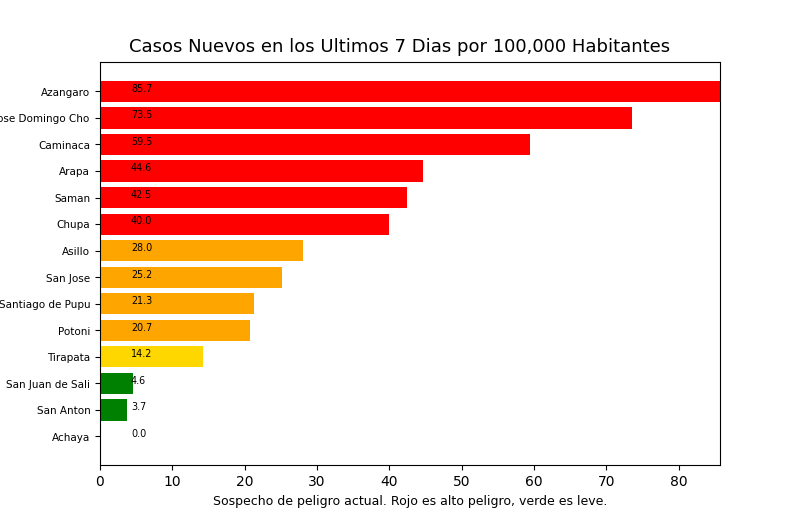 Casos Nuevos en los Ultimos 7 Dias por 100,000 Habitantes
Azangaro 85.7
ose Domingo Cho 73.5
Caminaca 59.5
Arapa 44.6
Saman 42.5
Chupa 40.0
Asillo 28.0
San Jose 25.2
Santiago de Pupu 21.3
Potoni 20.7
Tirapata 14.2
San Juan de Sali 4.6
San Anton 3.7
Achaya 0.0
0 10 20 30 40 50 60 70 80
Sospecho de peligro actual. Rojo es alto peligro, verde es leve.